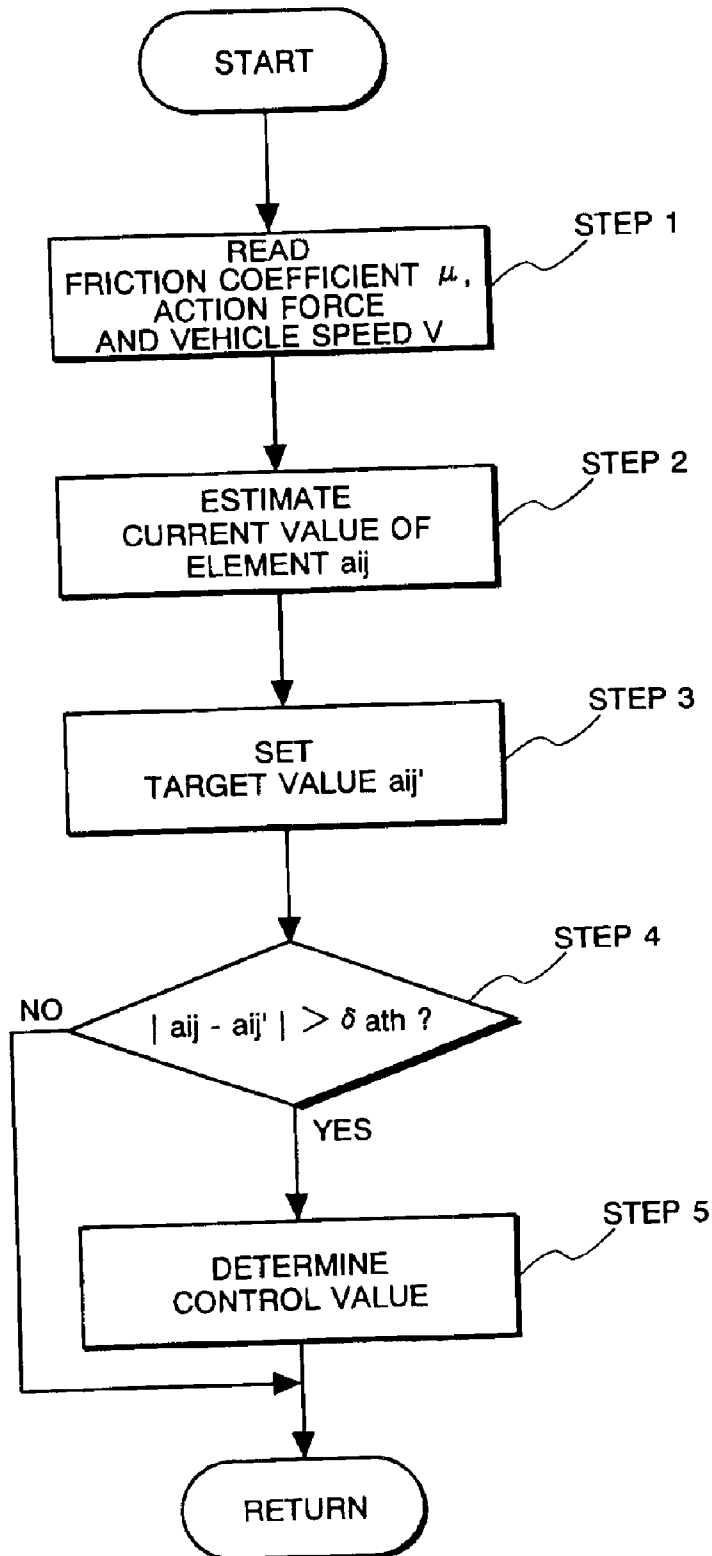 START
STEP 1
READ
FRICTION COEFFICIENT μ,
ACTION FORCE
AND VEHICLE SPEED V
STEP 2
ESTIMATE
CURRENT VALUE OF
ELEMENT aij
STEP 3
SET
TARGET VALUE aij'
STEP 4
NO
| aij - aij' | > δ ath ?
YES
STEP 5
DETERMINE
CONTROL VALUE
RETURN